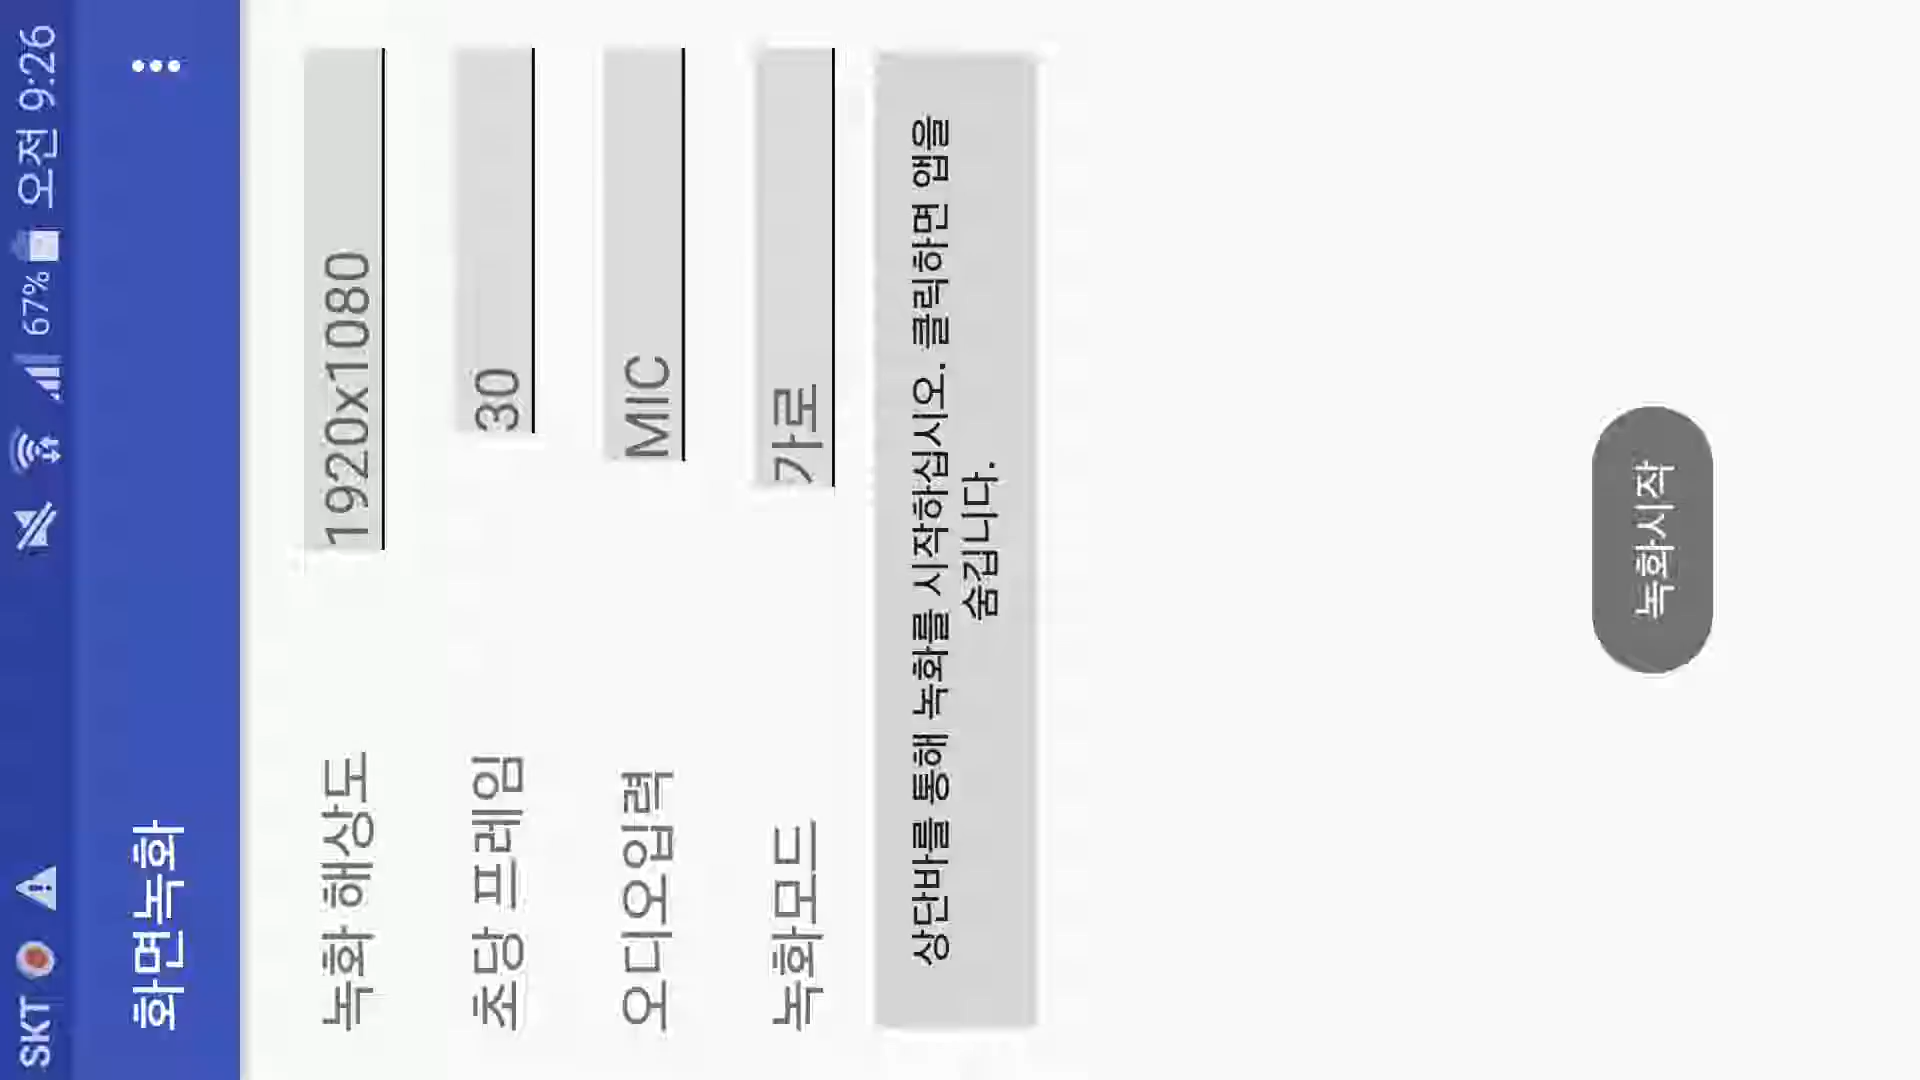 SKT 67% 오전 9:26
화면녹화
녹화 해상도 1920x1080
초당 프레임 30
오디오입력 MIC
녹화모드 가로
상단바를 통해 녹화를 시작하십시오. 클릭하면 앱을
숨깁니다.
녹화시작